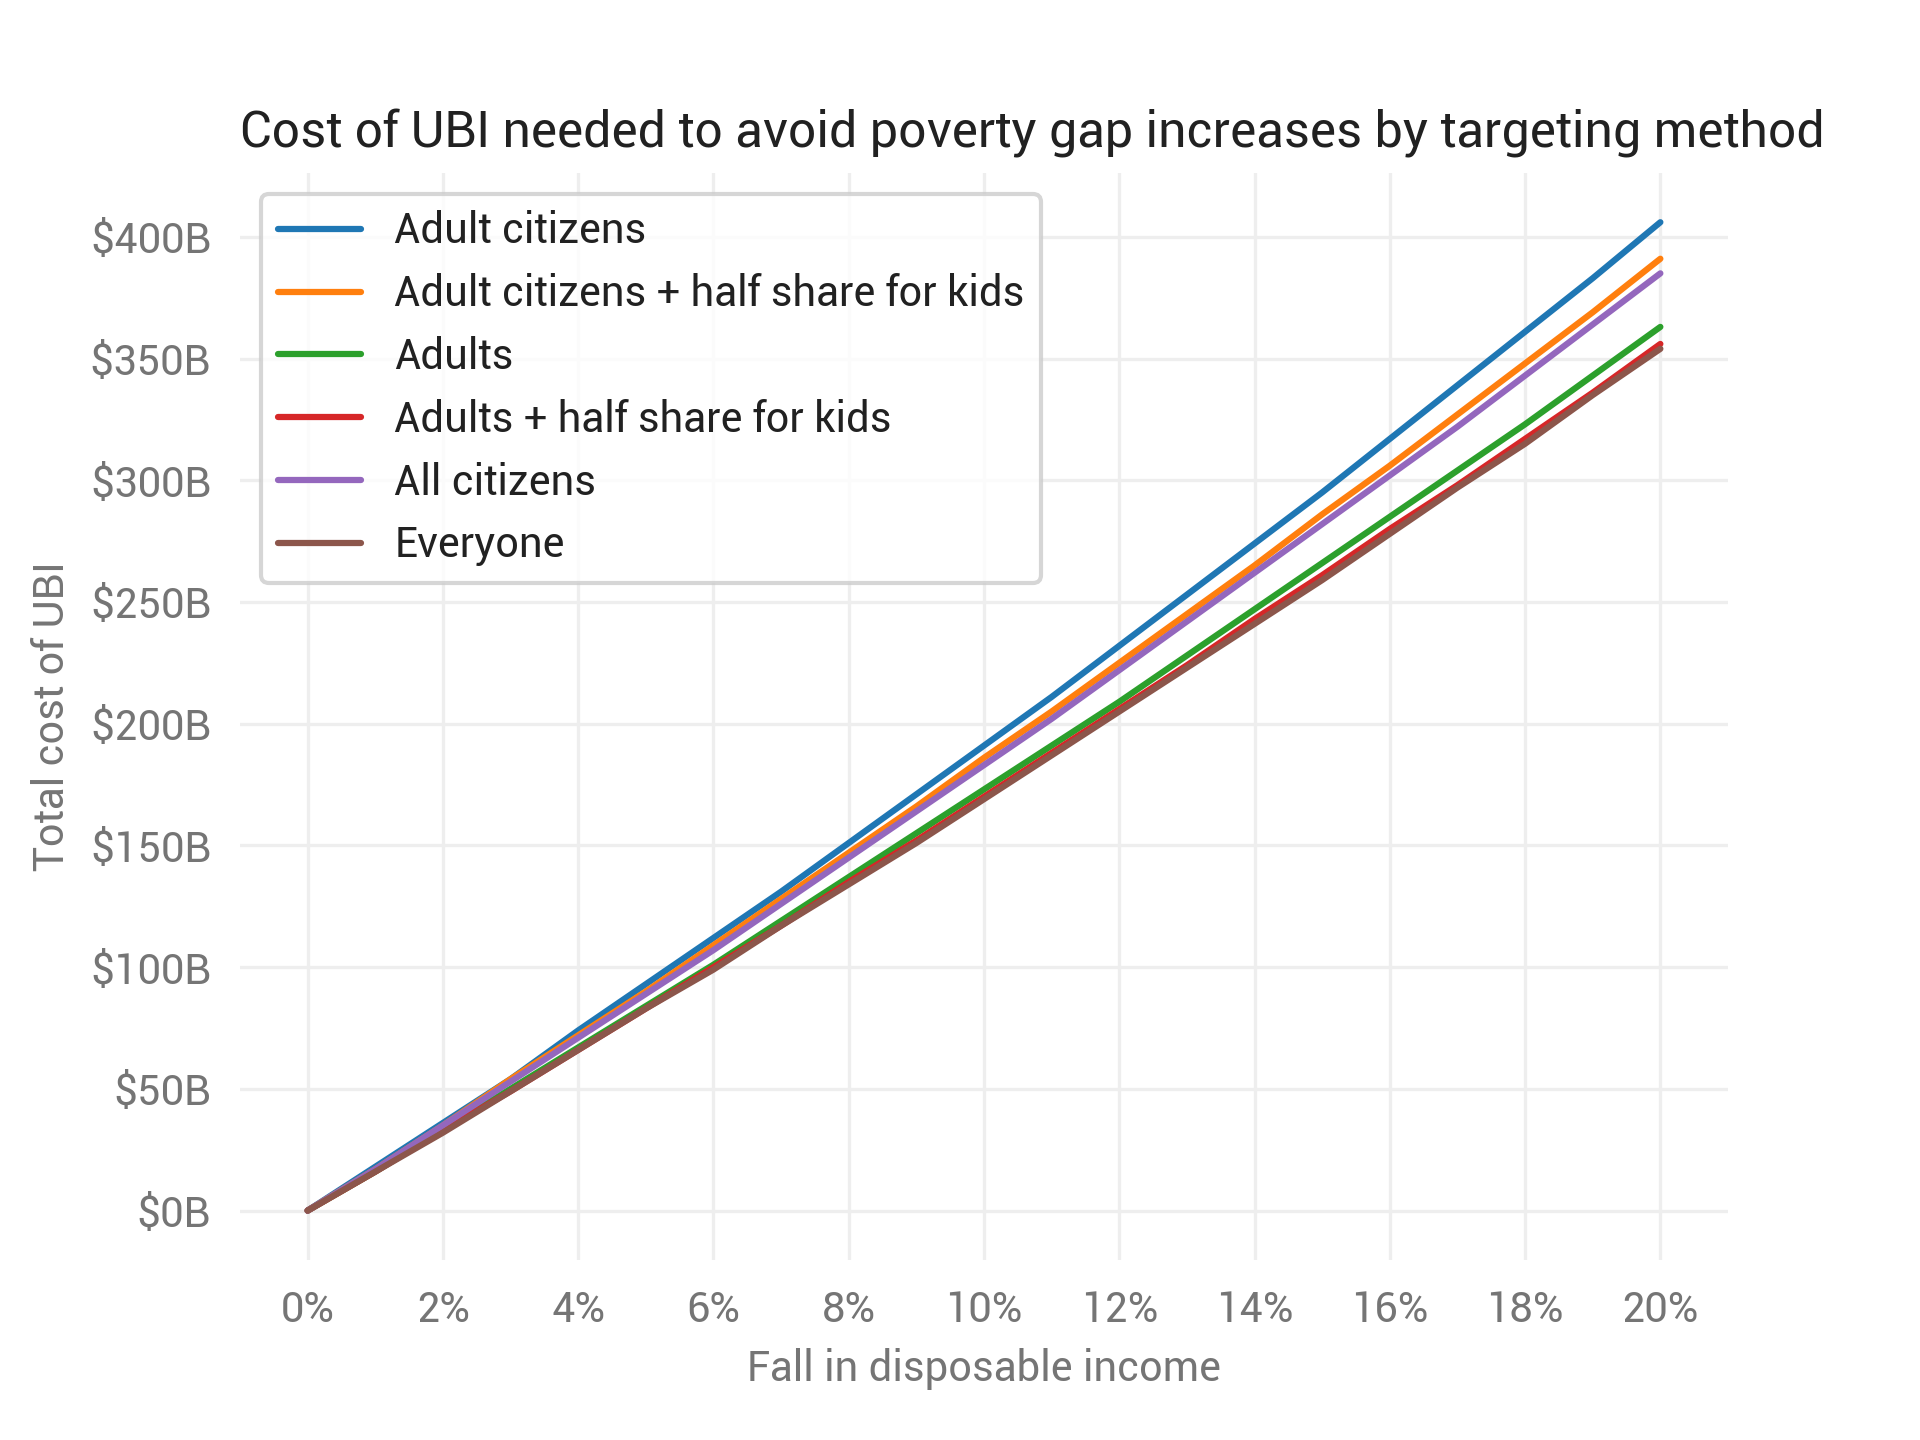 Cost of UBI needed to avoid poverty gap increases by targeting method
Adult citizens
Adult citizens + half share for kids
Adults
Adults + half share for kids
All citizens
Everyone
Total cost of UBI
$400B
$350B
$300B
$250B
$200B
$150B
$100B
$50B
$0B
0% 2% 4% 6% 8% 10% 12% 14% 16% 18% 20%
Fall in disposable income